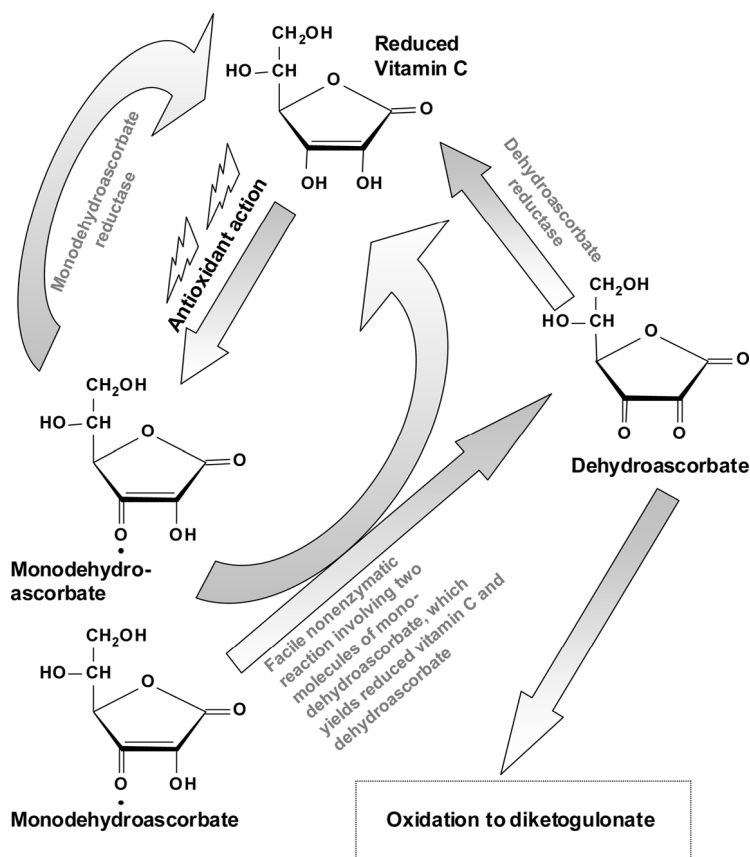 CH2OH
HO—CH
O
O
OH OH
Reduced
Vitamin C
Monodehydroascorbate
reductase
Antioxidant action
Dehydroascorbate
reductase
CH2OH
HO—CH
O
O
O O
Dehydroascorbate
CH2OH
HO—CH
O
O
O OH
•
Monodehydro-
ascorbate
Facile nonenzymatic
reaction involving two
molecules of mono-
dehydroascorbate, which
yields reduced vitamin C and
dehydroascorbate
CH2OH
HO—CH
O
O
O OH
•
Monodehydroascorbate
Oxidation to diketogulonate